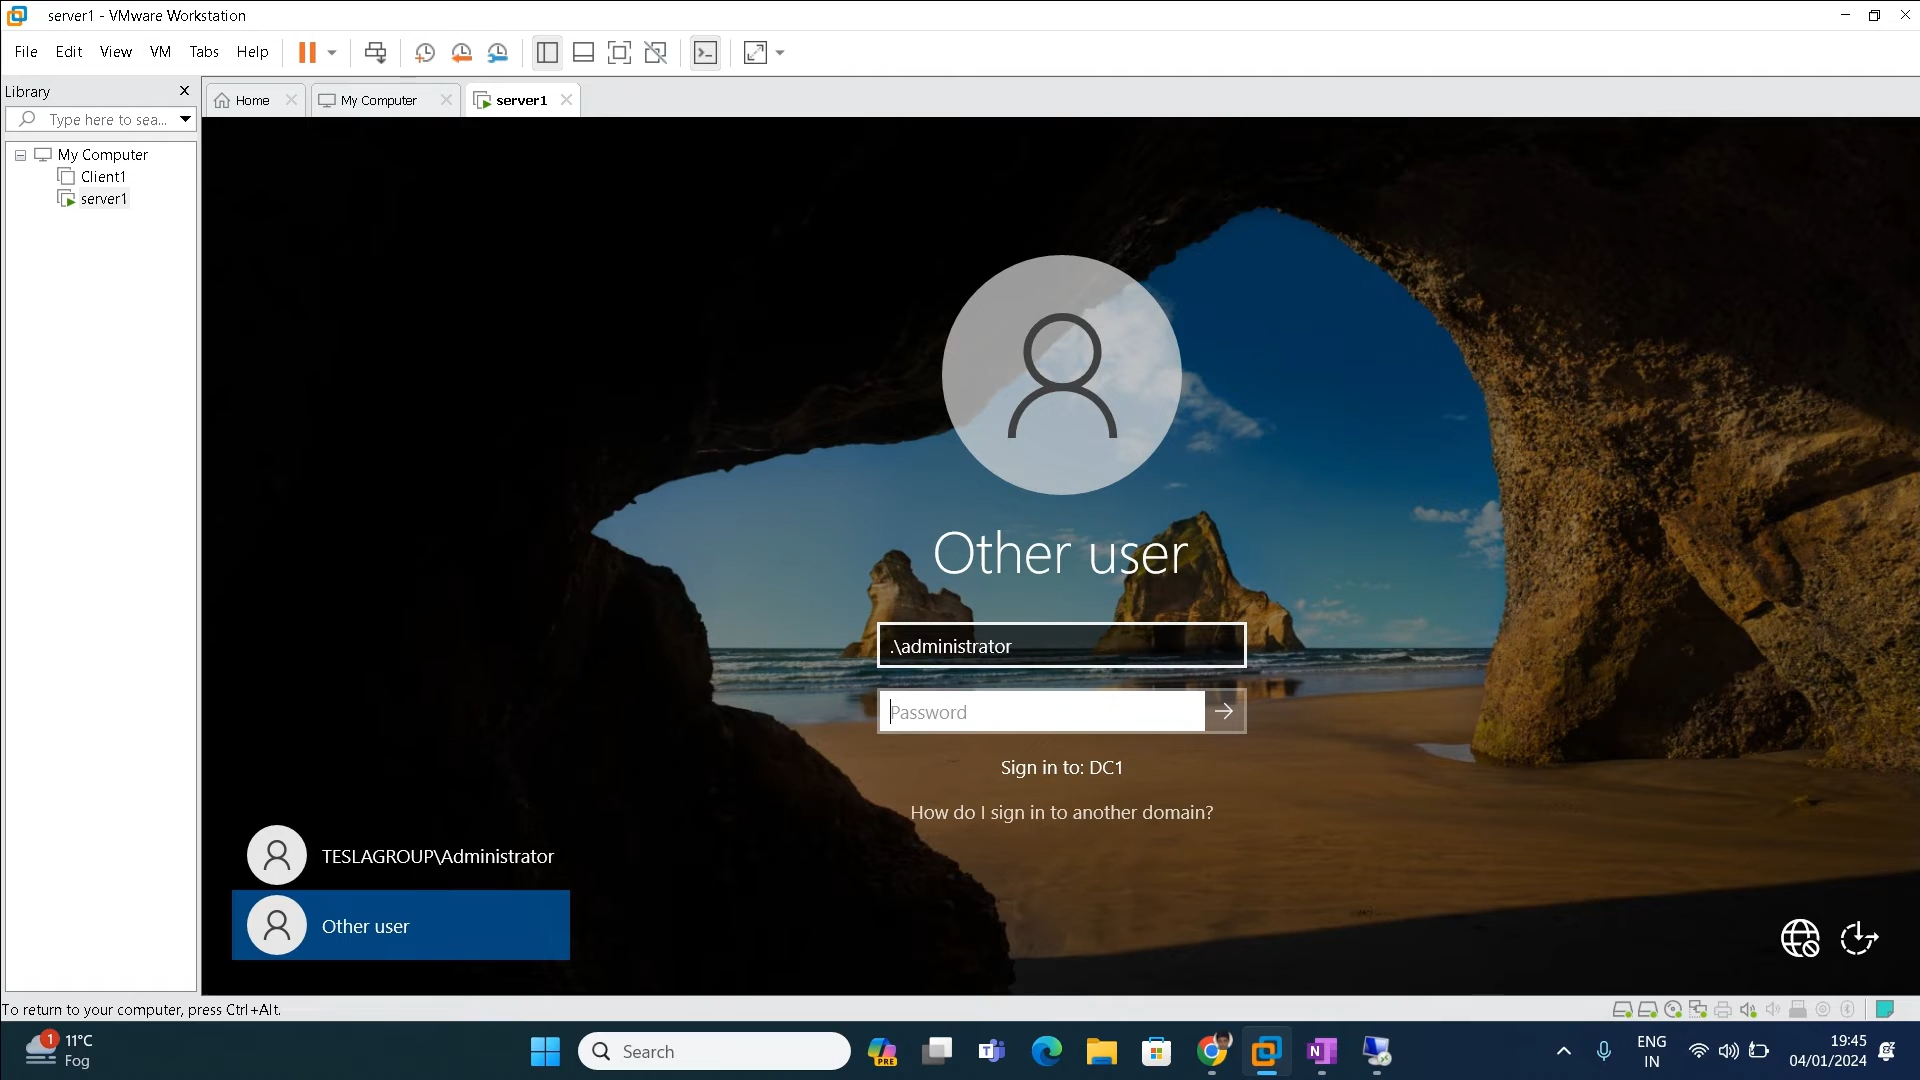 server1 - VMware Workstation
File Edit View VM Tabs Help
Library
Home
My Computer
server1
Type here to sea...
My Computer
Client1
server1
Other user
.\administrator
Password
Sign in to: DC1
How do I sign in to another domain?
TESLAGROUP\Administrator
Other user
To return to your computer, press Ctrl+Alt.
1
11°C
Fog
Search
PRE
T
N
ENG
IN
19:45
04/01/2024